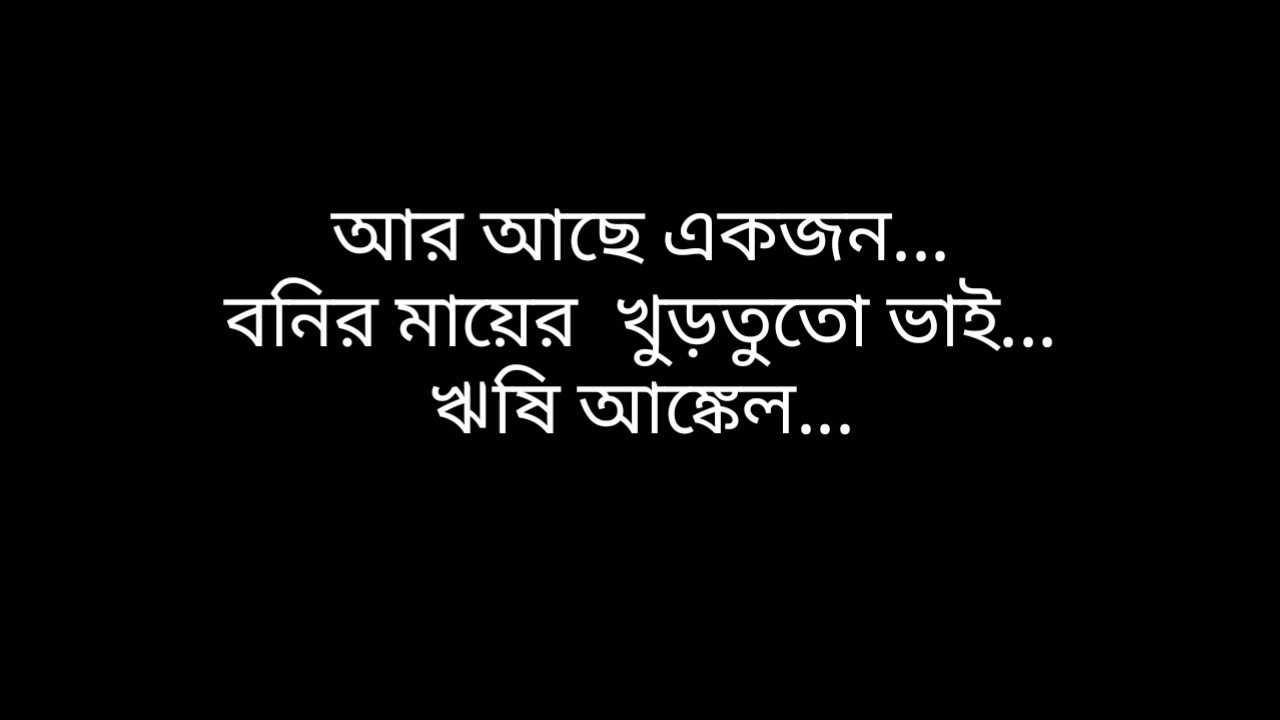 আর আছে একজন...
বনির মায়ের  খুড়তুতো ভাই...
ঋষি আঙ্কেল...